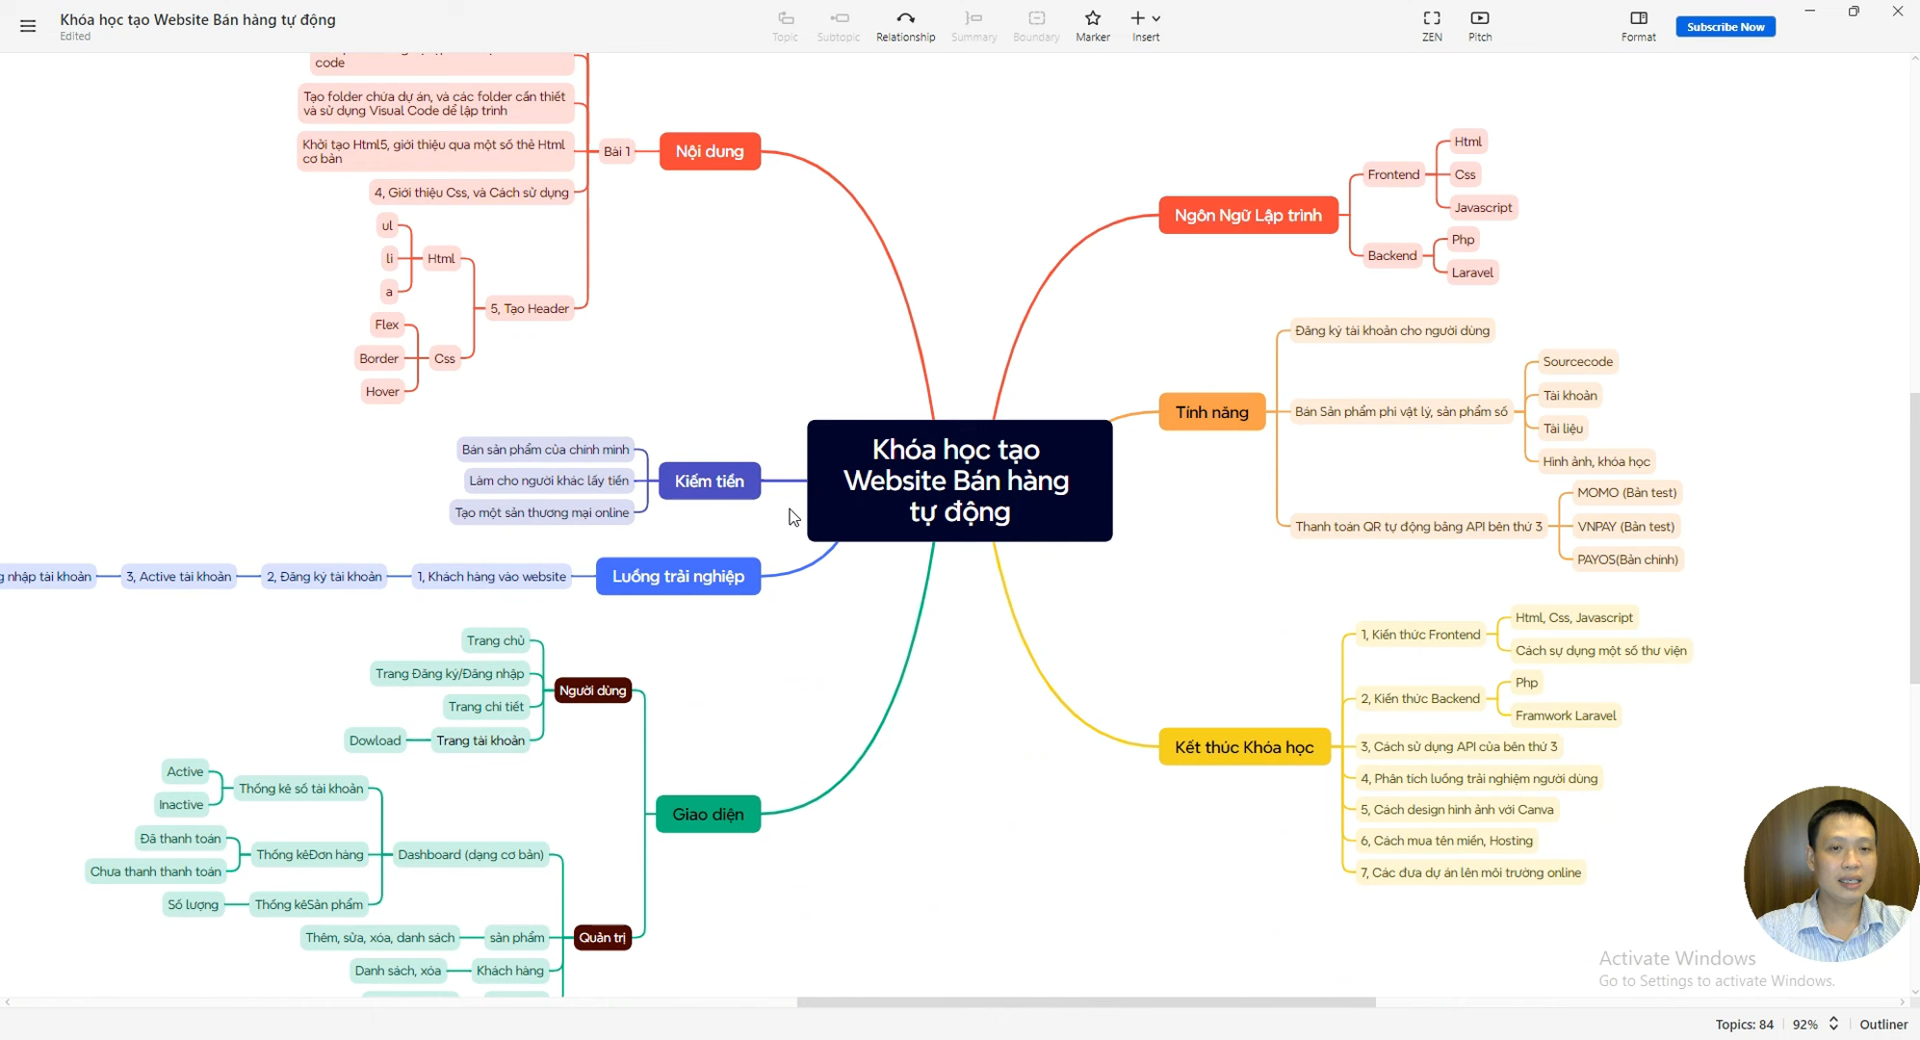 Khóa học tạo Website Bán hàng tự động
Edited
Topic
Subtopic
Relationship
Summary
Boundary
Marker
Insert
ZEN
Pitch
Format
Subscribe Now
code
Tạo folder chứa dự án, và các folder cần thiết
và sử dụng Visual Code để lập trình
Khởi tạo Html5, giới thiệu qua một số thẻ Html
cơ bản
4, Giới thiệu Css, và Cách sử dụng
ul
li
a
Html
Flex
Border
Hover
Css
5, Tạo Header
Bài 1
Nội dung
Bán sản phẩm của chính mình
Làm cho người khác lấy tiền
Tạo một sàn thương mại online
Kiếm tiền
nhập tài khoản
3, Active tài khoản
2, Đăng ký tài khoản
1, Khách hàng vào website
Luồng trải nghiệp
Trang chủ
Trang Đăng ký/Đăng nhập
Trang chi tiết
Dowload
Trang tài khoản
Người dùng
Active
Inactive
Thống kê số tài khoản
Đã thanh toán
Chưa thanh thanh toán
Thống kêĐơn hàng
Số lượng
Thống kêSản phẩm
Dashboard (dạng cơ bản)
Thêm, sửa, xóa, danh sách
sản phẩm
Danh sách, xóa
Khách hàng
Quản trị
Giao diện
Khóa học tạo
Website Bán hàng
tự động
Ngôn Ngữ Lập trình
Frontend
Html
Css
Javascript
Backend
Php
Laravel
Tính năng
Đăng ký tài khoản cho người dùng
Bán Sản phẩm phi vật lý, sản phẩm số
Sourcecode
Tài khoản
Tài liệu
Hình ảnh, khóa học
Thanh toán QR tự động bằng API bên thứ 3
MOMO (Bản test)
VNPAY (Bản test)
PAYOS(Bản chính)
Kết thúc Khóa học
1, Kiến thức Frontend
Html, Css, Javascript
Cách sự dụng một số thư viện
2, Kiến thức Backend
Php
Framwork Laravel
3, Cách sử dụng API của bên thứ 3
4, Phân tích luồng trải nghiệm người dùng
5, Cách design hình ảnh với Canva
6, Cách mua tên miền, Hosting
7, Các đưa dự án lên môi trường online
Activate Windows
Go to Settings to activate Windows.
Topics: 84
92%
Outliner